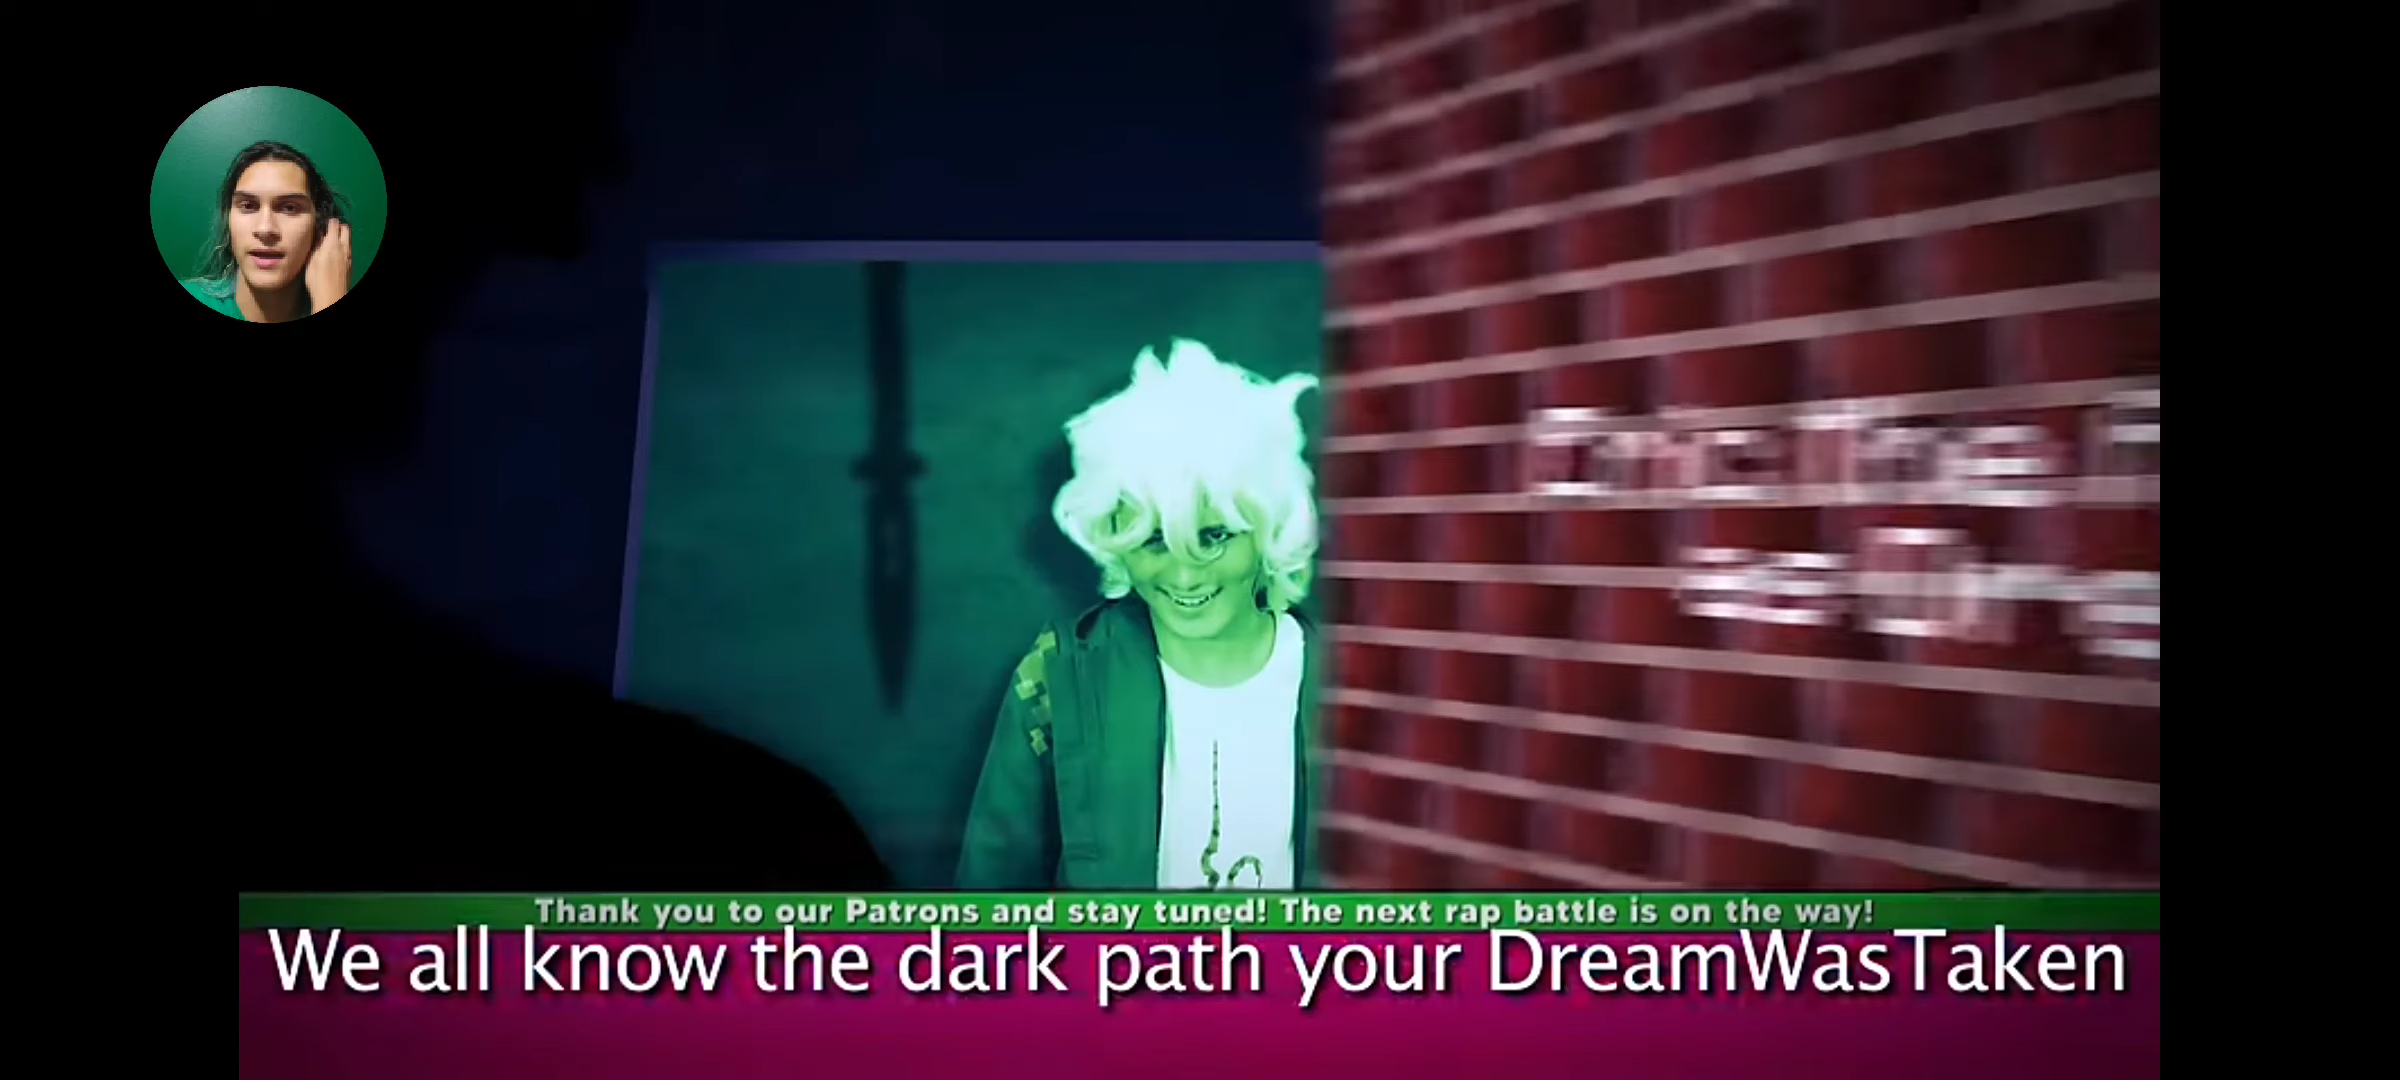 Thank you to our Patrons and stay tuned! The next rap battle is on the way!
We all know the dark path your DreamWasTaken